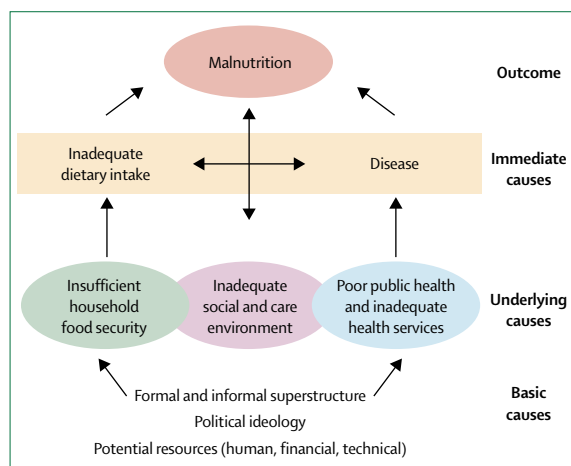 Malnutrition
Outcome
Inadequate
dietary intake
Disease
Immediate
causes
Insufficient
household
food security
Inadequate
social and care
environment
Poor public health
and inadequate
health services
Underlying
causes
Formal and informal superstructure
Political ideology
Potential resources (human, financial, technical)
Basic
causes